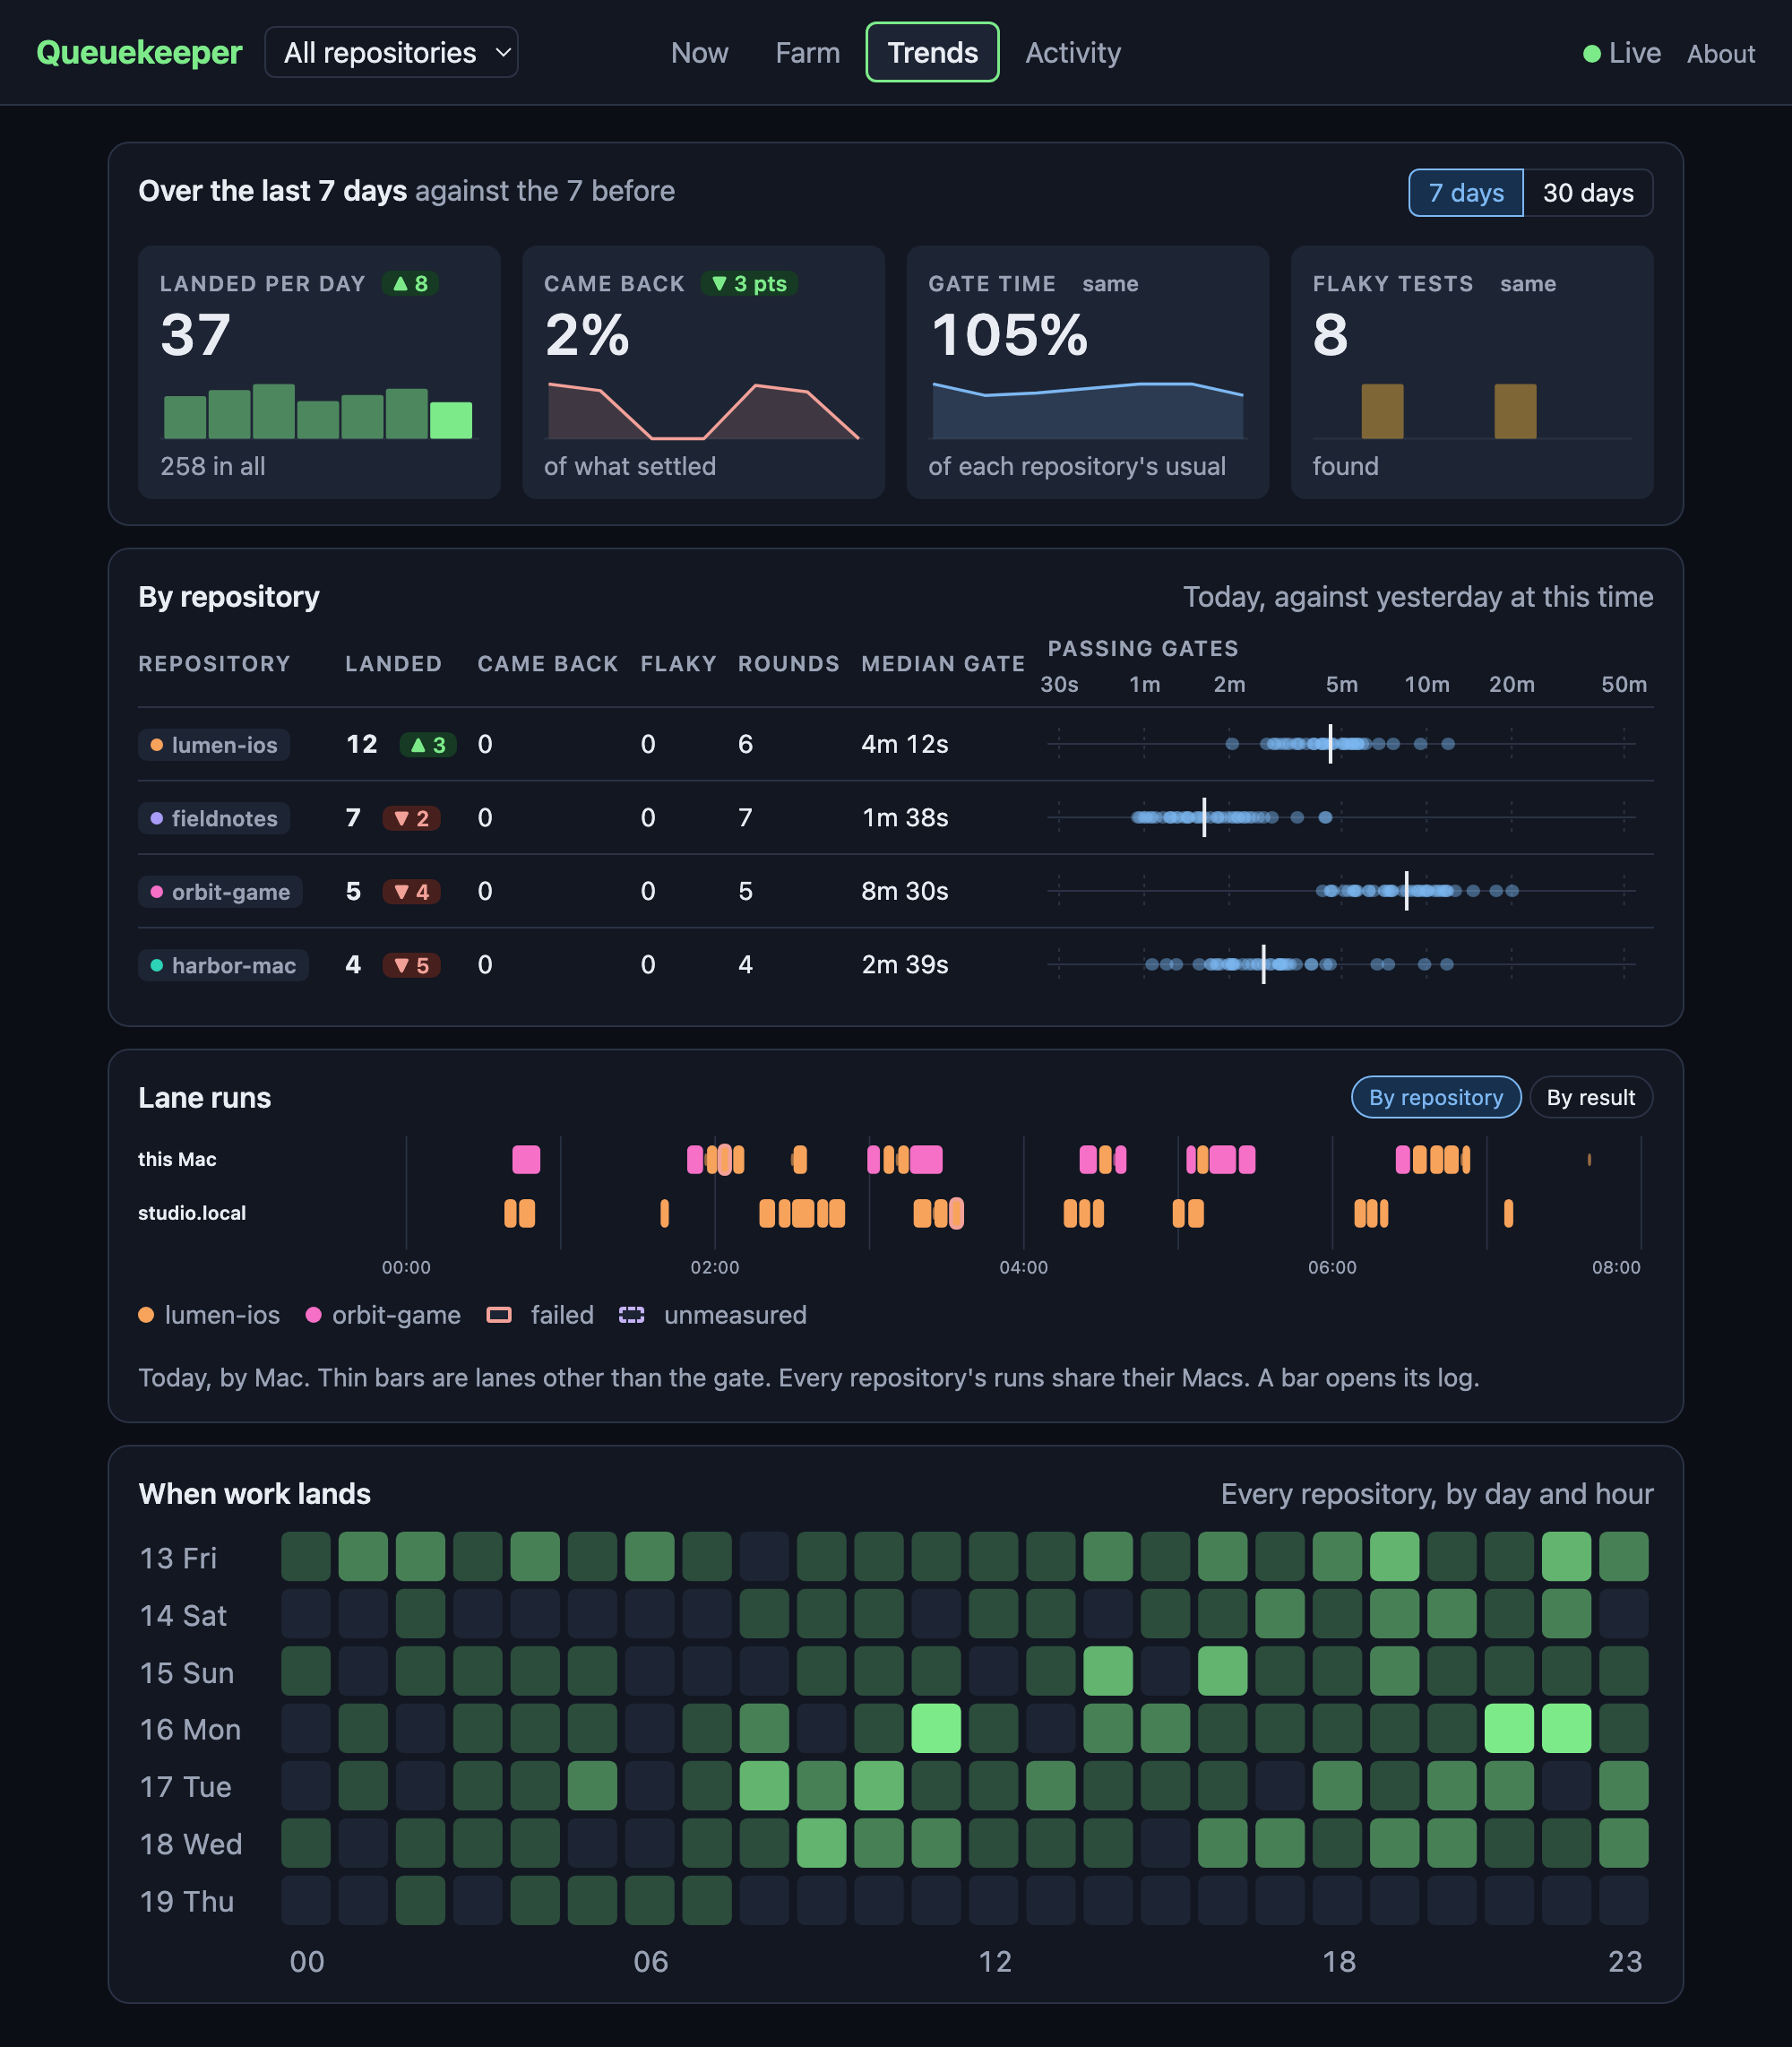 Queuekeeper All repositories Now Farm Trends Activity Live About
Over the last 7 days against the 7 before 7 days 30 days
LANDED PER DAY ▲ 8
37
258 in all
CAME BACK ▼ 3 pts
2%
of what settled
GATE TIME same
105%
of each repository's usual
FLAKY TESTS same
8
found
By repository Today, against yesterday at this time
REPOSITORY LANDED CAME BACK FLAKY ROUNDS MEDIAN GATE PASSING GATES
30s 1m 2m 5m 10m 20m 50m
lumen-ios 12 ▲ 3 0 0 6 4m 12s
fieldnotes 7 ▼ 2 0 0 7 1m 38s
orbit-game 5 ▼ 4 0 0 5 8m 30s
harbor-mac 4 ▼ 5 0 0 4 2m 39s
Lane runs By repository By result
this Mac
studio.local
00:00 02:00 04:00 06:00 08:00
lumen-ios orbit-game failed unmeasured
Today, by Mac. Thin bars are lanes other than the gate. Every repository's runs share their Macs. A bar opens its log.
When work lands Every repository, by day and hour
13 Fri
14 Sat
15 Sun
16 Mon
17 Tue
18 Wed
19 Thu
00 06 12 18 23